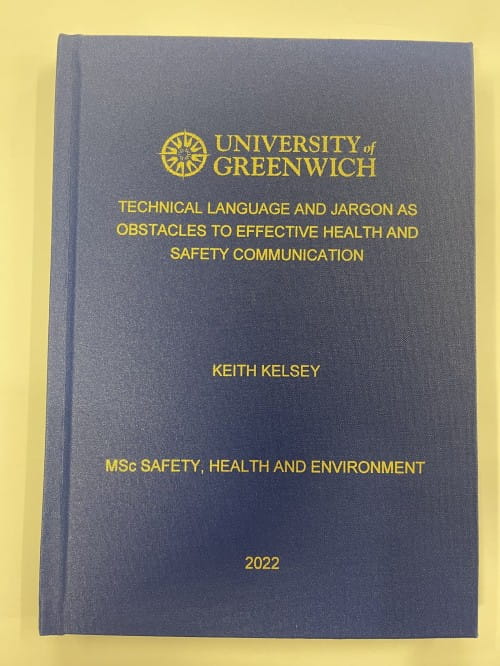 UNIVERSITY of
GREENWICH
TECHNICAL LANGUAGE AND JARGON AS
OBSTACLES TO EFFECTIVE HEALTH AND
SAFETY COMMUNICATION
KEITH KELSEY
MSc SAFETY, HEALTH AND ENVIRONMENT
2022